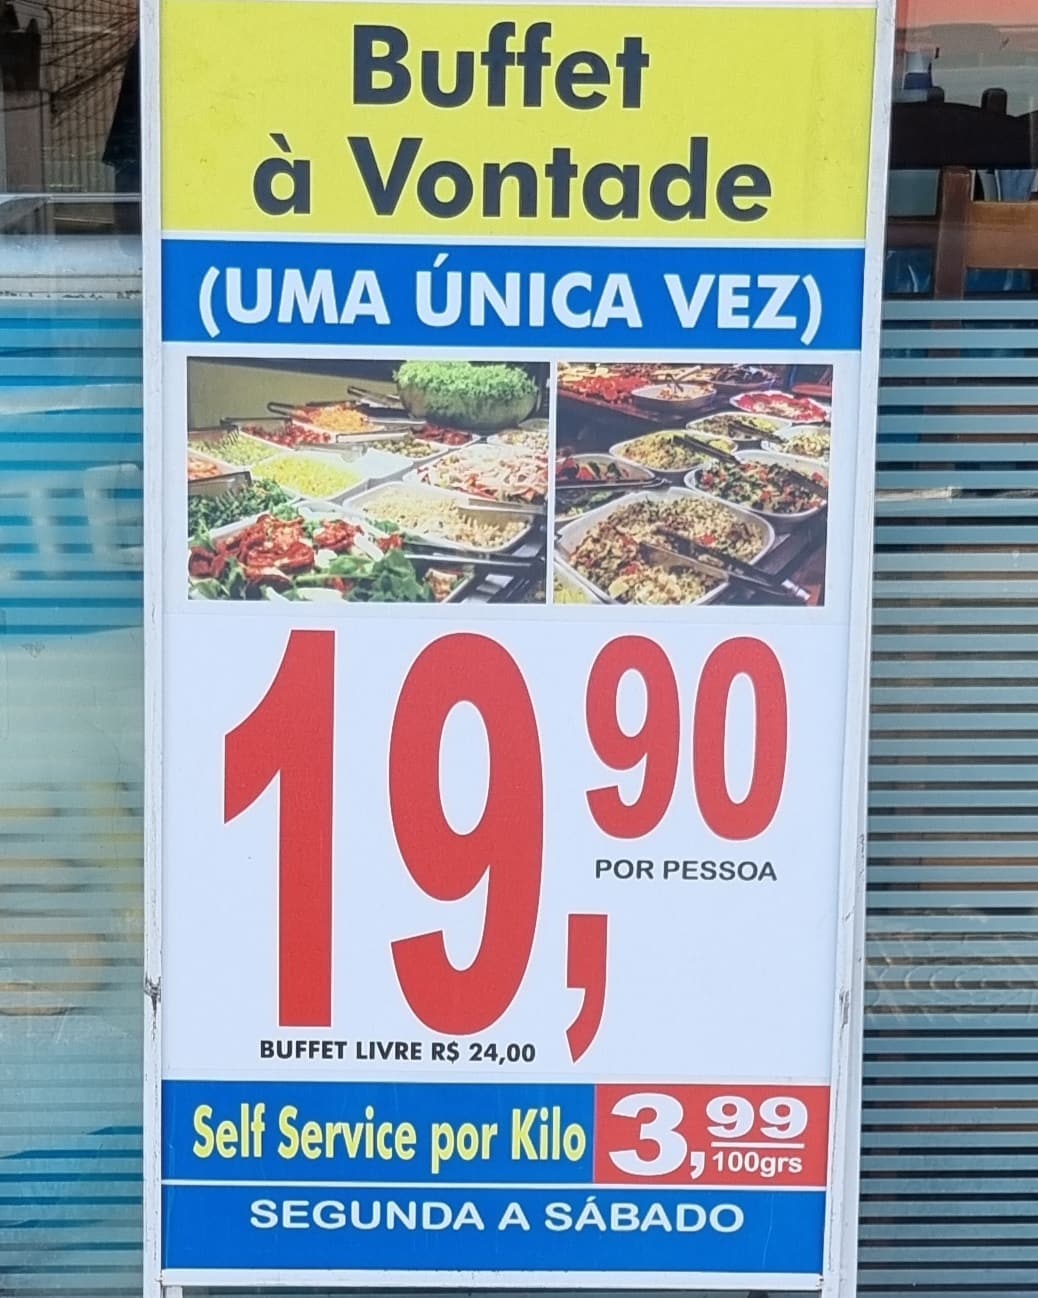 Buffet
à Vontade
(UMA ÚNICA VEZ)
19,90
POR PESSOA
BUFFET LIVRE R$ 24,00
Self Service por Kilo 3,99
100grs
SEGUNDA A SÁBADO